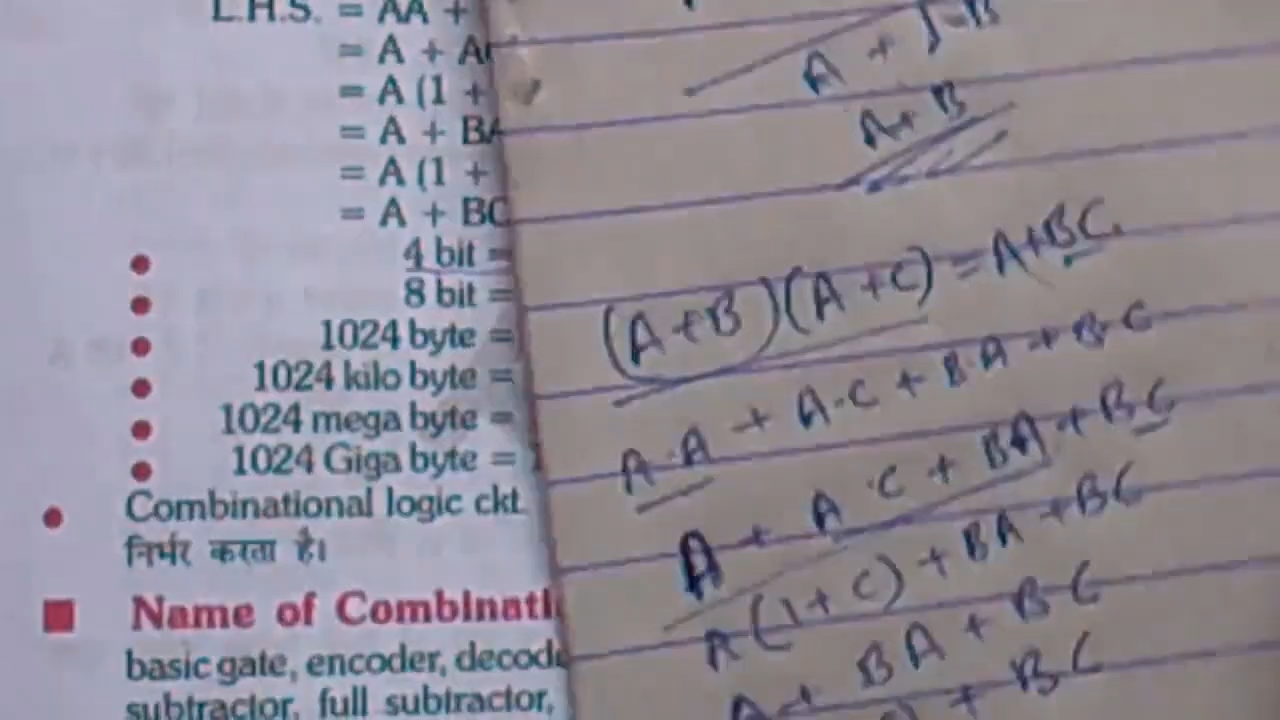 L.H.S. = AA +
= A + A
= A (1 +
= A + BA
= A (1 +
= A + BC
4 bit =
8 bit =
1024 byte =
1024 kilo byte =
1024 mega byte =
1024 Giga byte =
Combinational logic ckt
निर्भर करता है।
Name of Combinati
basic gate, encoder, decode
subtractor, full subtractor,
A + B
(A+B)(A+C) = A+BC
A·A + A·C + B·A + B·C
A + A·C + BA + BC
A(1+C) + BA + BC
A + BA + BC
+ BC